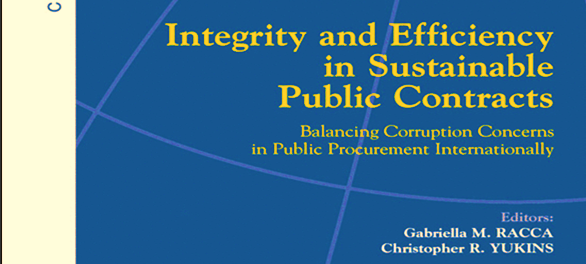 Integrity and Efficiency
in Sustainable
Public Contracts
Balancing Corruption Concerns
in Public Procurement Internationally
Editors:
Gabriella M. RACCA
Christopher R. YUKINS